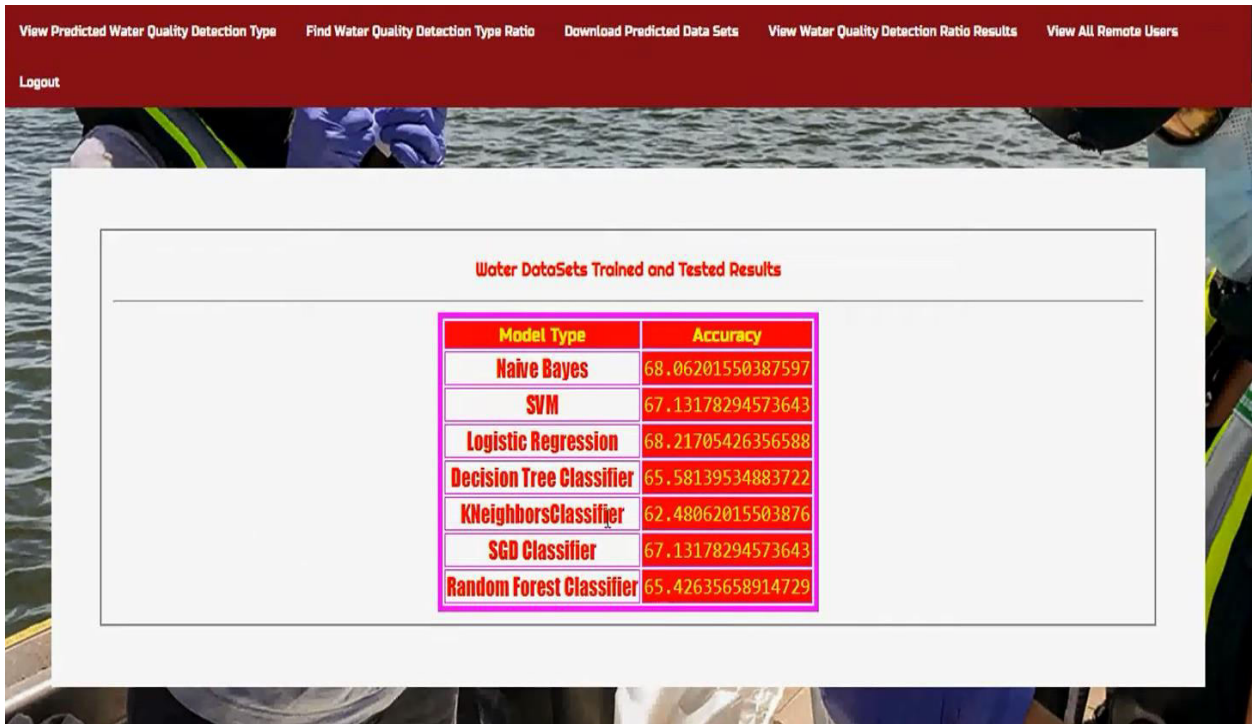 View Predicted Water Quality Detection Type Find Water Quality Detection Type Ratio Download Predicted Data Sets View Water Quality Detection Ratio Results View All Remote Users
Logout
Water DataSets Trained and Tested Results
Model Type Accuracy
Naive Bayes 68.06201550387597
SVM 67.13178294573643
Logistic Regression 68.21705426356588
Decision Tree Classifier 65.58139534883722
KNeighborsClassifier 62.48062015503876
SGD Classifier 67.13178294573643
Random Forest Classifier 65.42635658914729